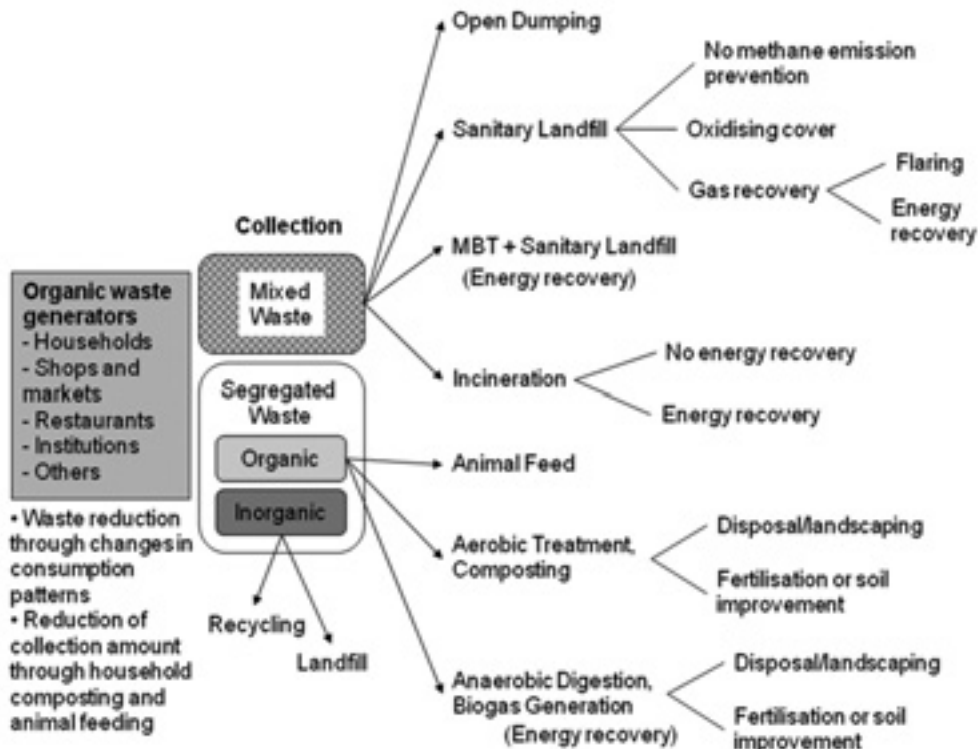 Open Dumping
No methane emission
prevention
Sanitary Landfill
Oxidising cover
Gas recovery
Flaring
Energy
recovery
Collection
MBT + Sanitary Landfill
(Energy recovery)
Mixed
Waste
Organic waste
generators
- Households
- Shops and
markets
- Restaurants
- Institutions
- Others
Incineration
No energy recovery
Energy recovery
Segregated
Waste
Organic
Inorganic
Animal Feed
• Waste reduction
through changes in
consumption
patterns
• Reduction of
collection amount
through household
composting and
animal feeding
Aerobic Treatment,
Composting
Disposal/landscaping
Fertilisation or soil
improvement
Recycling
Landfill
Anaerobic Digestion,
Biogas Generation
(Energy recovery)
Disposal/landscaping
Fertilisation or soil
improvement